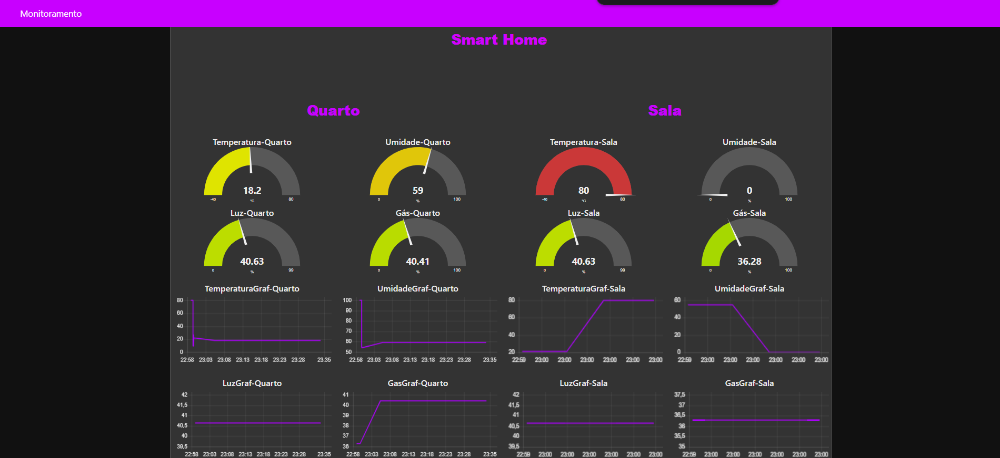 Monitoramento
Smart Home
Quarto Sala
Temperatura-Quarto Umidade-Quarto Temperatura-Sala Umidade-Sala
18.2 59 80 0
-40 °C 80 0 % 100 -40 °C 80 0 % 100
Luz-Quarto Gás-Quarto Luz-Sala Gás-Sala
40.63 40.41 40.63 36.28
0 % 99 0 % 100 0 % 99 0 % 100
TemperaturaGraf-Quarto
80
60
40
20
0
22:58 23:03 23:08 23:13 23:18 23:23 23:28 23:35
UmidadeGraf-Quarto
100
90
80
70
60
50
22:58 23:03 23:08 23:13 23:18 23:23 23:28 23:35
TemperaturaGraf-Sala
80
60
40
20
22:59 23:00 23:00 23:00 23:00 23:00 23:00
UmidadeGraf-Sala
60
40
20
0
22:59 23:00 23:00 23:00 23:00 23:00 23:00
LuzGraf-Quarto
42
41,5
41
40,5
40
39,5
22:58 23:03 23:08 23:13 23:18 23:23 23:28 23:35
GasGraf-Quarto
41
40
39
38
37
36
22:58 23:03 23:08 23:13 23:18 23:23 23:28 23:35
LuzGraf-Sala
42
41,5
41
40,5
40
39,5
22:59 23:00 23:00 23:00 23:00 23:00 23:00
GasGraf-Sala
37,5
37
36,5
36
35,5
35
22:59 23:00 23:00 23:00 23:00 23:00 23:00